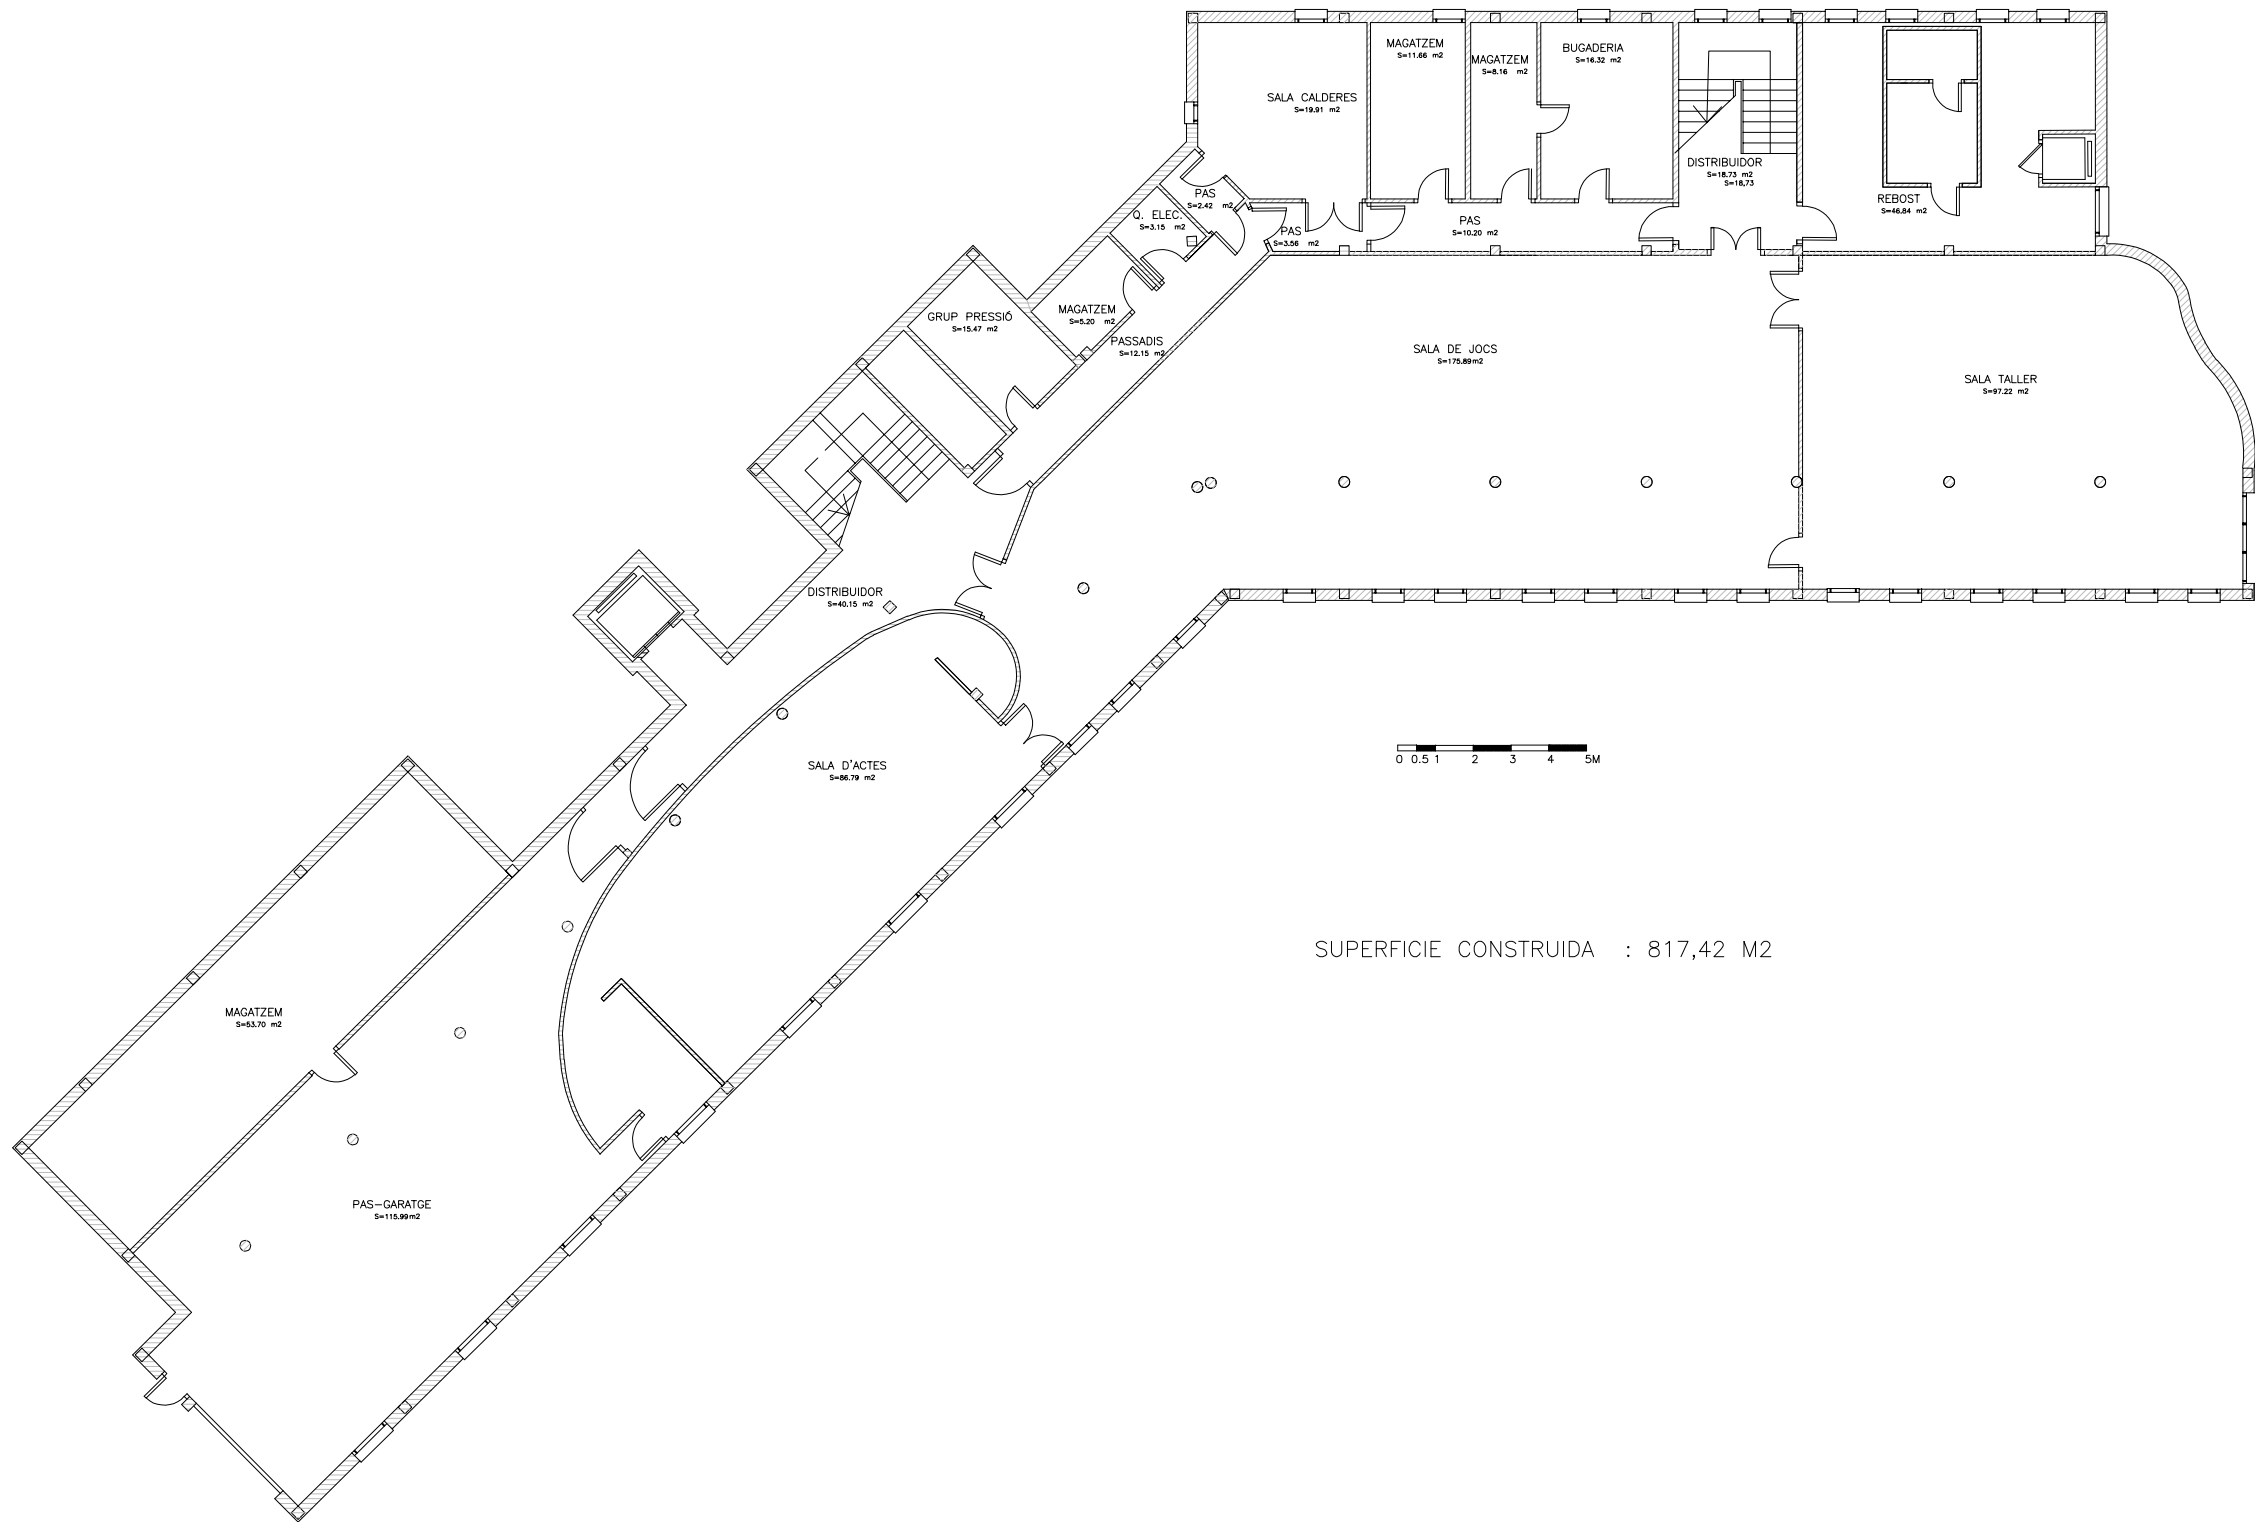 MAGATZEM
S=11.66 m2
BUGADERIA
S=16.32 m2
MAGATZEM
S=8.16 m2
SALA CALDERES
S=19.91 m2
DISTRIBUIDOR
S=18.73 m2
S=18,73
PAS
S=2.42 m2
REBOST
S=46.84 m2
Q. ELEC.
S=3.15 m2
PAS
S=10.20 m2
PAS
S=3.56 m2
MAGATZEM
S=5.20 m2
GRUP PRESSIÓ
S=15.47 m2
PASSADIS
S=12.15 m2
SALA DE JOCS
S=175.89m2
SALA TALLER
S=97.22 m2
DISTRIBUIDOR
S=40.15 m2
SALA D'ACTES
S=86.79 m2
0 0.5 1 2 3 4 5M
SUPERFICIE CONSTRUIDA : 817,42 M2
MAGATZEM
S=53.70 m2
PAS-GARATGE
S=115.99m2